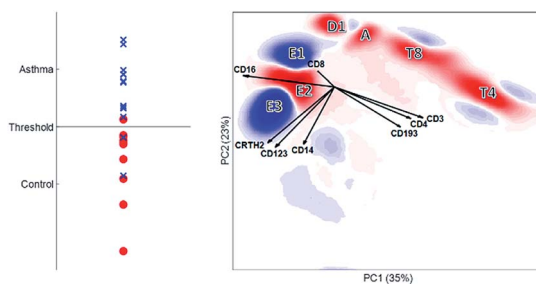 Asthma
Threshold
Control
D1
A
E1
T8
CD8
CD16
E2
T4
E3
CD3
CD4
CD193
CRTH2
CD14
CD123
PC2 (23%)
PC1 (35%)